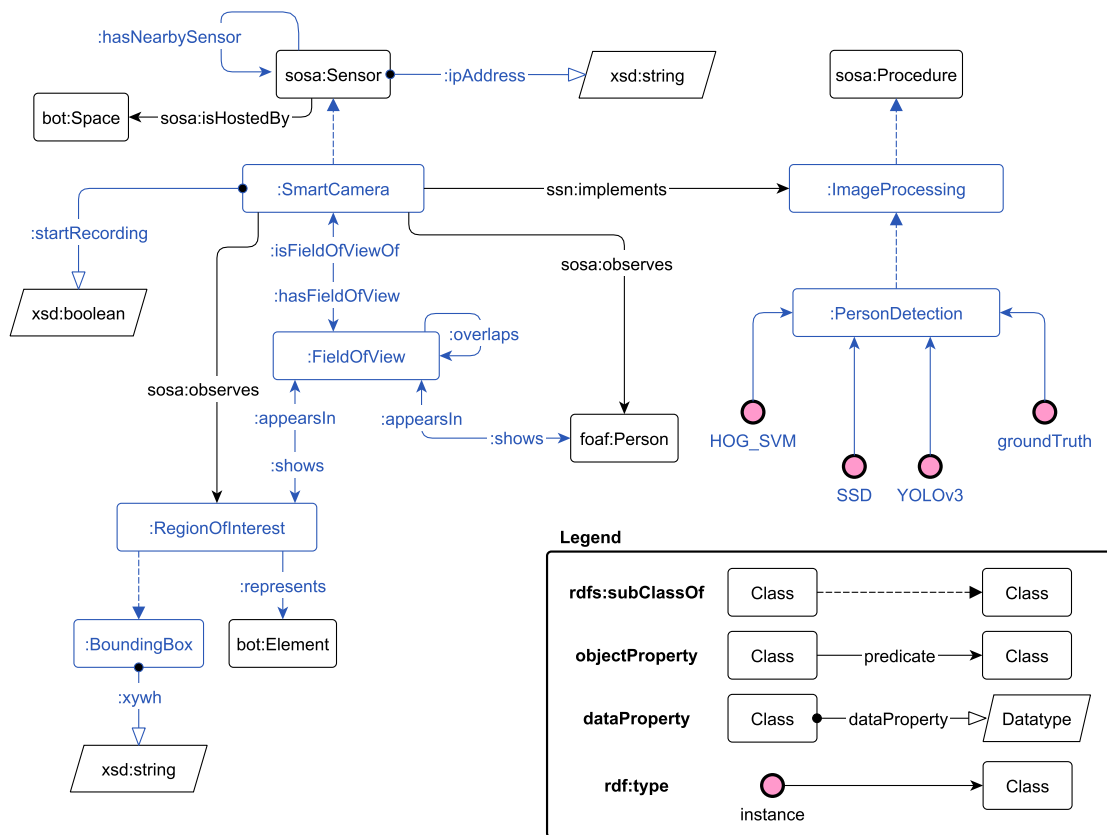 :hasNearbySensor
sosa:Sensor
:ipAddress
xsd:string
sosa:Procedure
bot:Space
sosa:isHostedBy
:SmartCamera
ssn:implements
:ImageProcessing
:startRecording
:isFieldOfViewOf
sosa:observes
:hasFieldOfView
xsd:boolean
:PersonDetection
:overlaps
:FieldOfView
sosa:observes
:appearsIn
:appearsIn
:shows
foaf:Person
HOG_SVM
groundTruth
:shows
SSD
YOLOv3
:RegionOfInterest
Legend
:represents
rdfs:subClassOf
Class
Class
:BoundingBox
bot:Element
objectProperty
Class
predicate
Class
:xywh
dataProperty
Class
dataProperty
Datatype
xsd:string
rdf:type
instance
Class